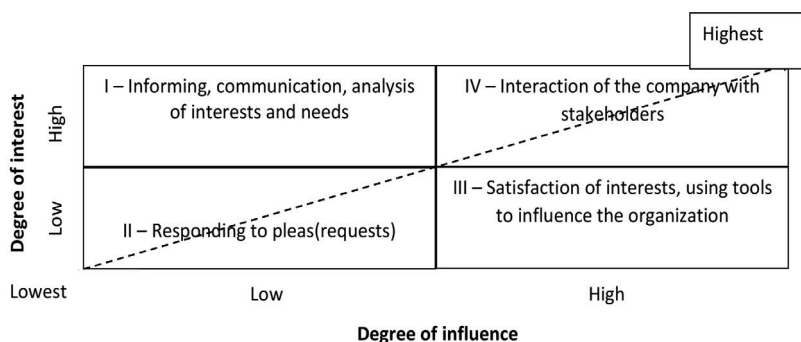 Highest
I – Informing, communication, analysis
of interests and needs
IV – Interaction of the company with
stakeholders
Degree of interest
High
Low
II – Responding to pleas(requests)
III – Satisfaction of interests, using tools
to influence the organization
Lowest
Low
High
Degree of influence